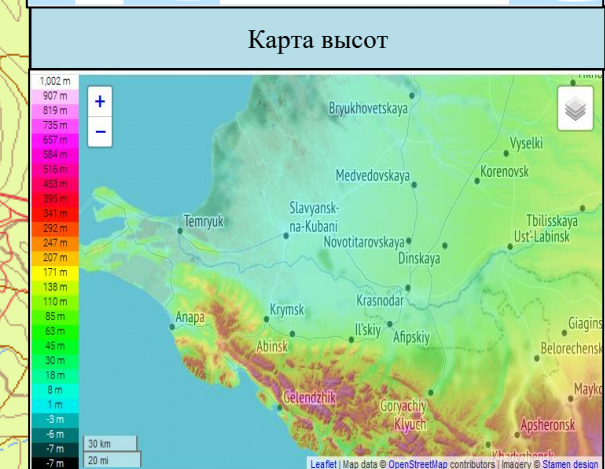 Карта высот
1,002 m
907 m
819 m
735 m
657 m
584 m
516 m
453 m
395 m
341 m
292 m
247 m
207 m
171 m
138 m
110 m
85 m
63 m
45 m
30 m
18 m
8 m
1 m
-3 m
-6 m
-7 m
-7 m
+
−
Bryukhovetskaya
Vyselki
Korenovsk
Medvedovskaya
Temryuk
Slavyansk-
na-Kubani
Tbilisskaya
Ust-Labinsk
Novotitarovskaya
Dinskaya
Krasnodar
Anapa
Krymsk
Abinsk
Il'skiy
Afipskiy
Giagins
Belorechensk
Mayko
Gelendzhik
Goryachiy
Klyuch
Apsheronsk
Khadyzhensk
30 km
20 mi
Leaflet | Map data © OpenStreetMap contributors | Imagery © Stamen design